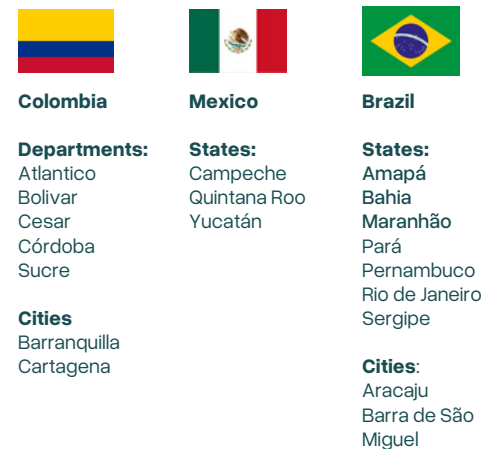 Colombia
Departments:
Atlantico
Bolivar
Cesar
Córdoba
Sucre
Cities
Barranquilla
Cartagena
Mexico
States:
Campeche
Quintana Roo
Yucatán
Brazil
States:
Amapá
Bahia
Maranhão
Pará
Pernambuco
Rio de Janeiro
Sergipe
Cities:
Aracaju
Barra de São
Miguel